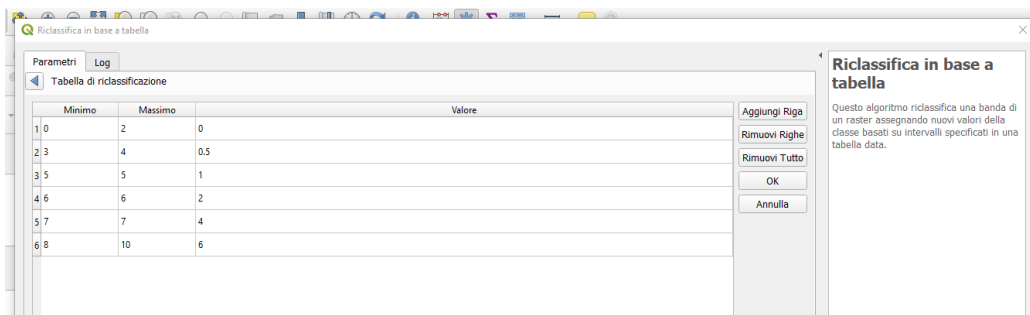 Riclassifica in base a tabella
Parametri Log
Tabella di riclassificazione
Minimo Massimo Valore
1 0 2 0
2 3 4 0.5
3 5 5 1
4 6 6 2
5 7 7 4
6 8 10 6
Aggiungi Riga
Rimuovi Righe
Rimuovi Tutto
OK
Annulla
Riclassifica in base a
tabella
Questo algoritmo riclassifica una banda di
un raster assegnando nuovi valori della
classe basati su intervalli specificati in una
tabella data.